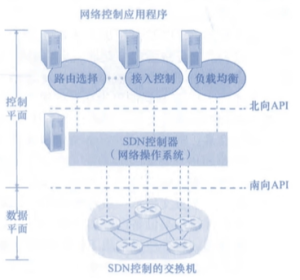 网络控制应用程序
路由选择
接入控制
负载均衡
控制
平面
北向API
SDN控制器
（网络操作系统）
南向API
数据
平面
SDN控制的交换机